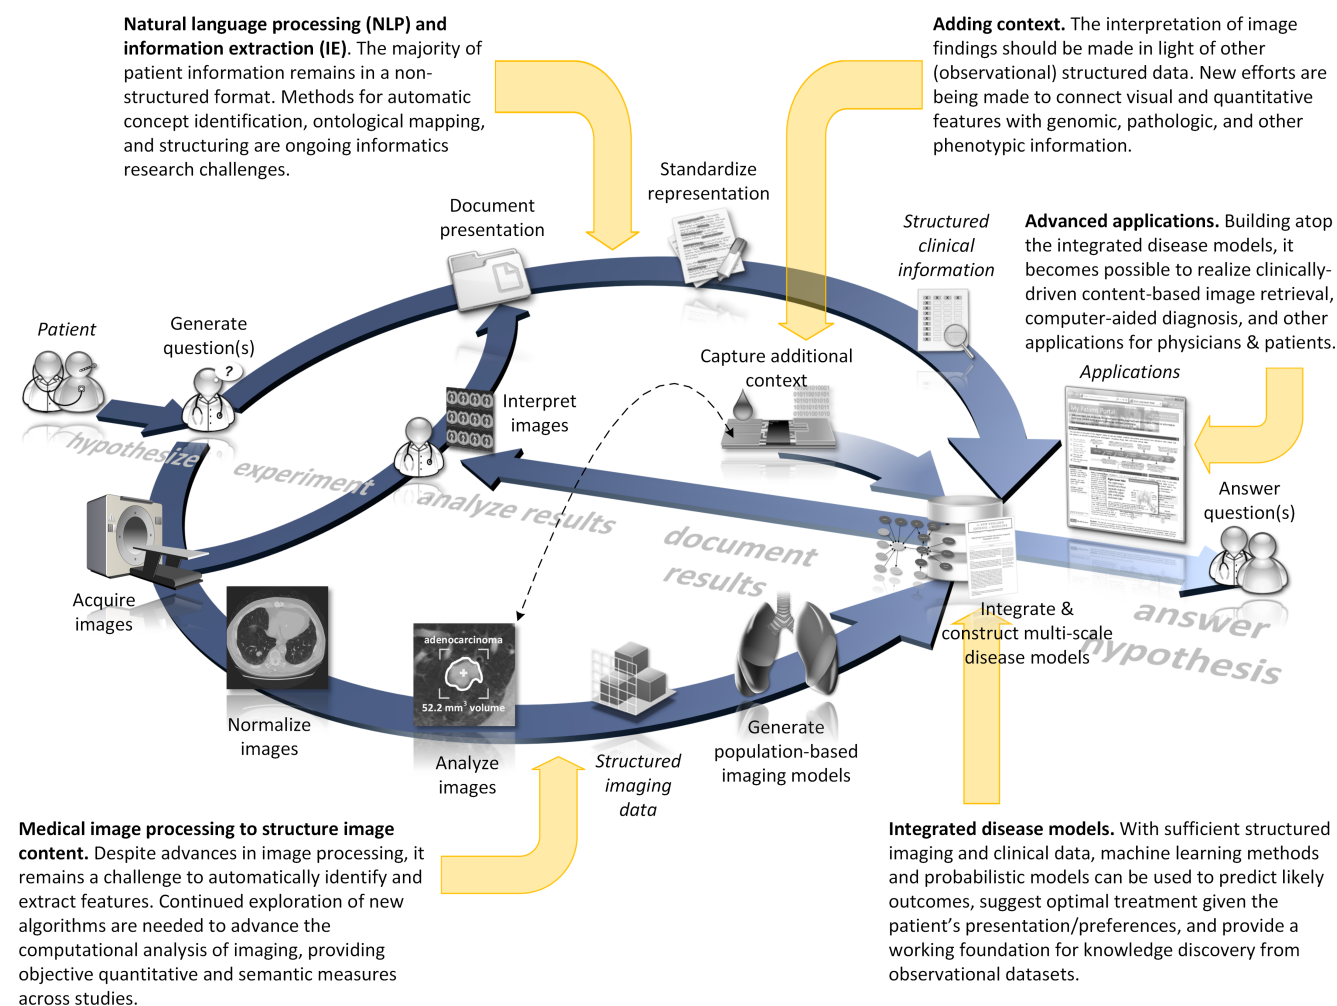 Natural language processing (NLP) and
information extraction (IE). The majority of
patient information remains in a non-
structured format. Methods for automatic
concept identification, ontological mapping,
and structuring are ongoing informatics
research challenges.
Adding context. The interpretation of image
findings should be made in light of other
(observational) structured data. New efforts are
being made to connect visual and quantitative
features with genomic, pathologic, and other
phenotypic information.
Standardize
representation
Document
presentation
Structured
clinical
information
Advanced applications. Building atop
the integrated disease models, it
becomes possible to realize clinically-
driven content-based image retrieval,
computer-aided diagnosis, and other
applications for physicians & patients.
Patient
Generate
question(s)
?
Capture additional
context
Applications
My Patient Portal
Interpret
images
hypothesize
experiment
analyze results
document
results
answer
hypothesis
Answer
question(s)
Acquire
images
Integrate &
construct multi-scale
disease models
adenocarcinoma
52.2 mm³ volume
Normalize
images
Analyze
images
Structured
imaging
data
Generate
population-based
imaging models
Medical image processing to structure image
content. Despite advances in image processing, it
remains a challenge to automatically identify and
extract features. Continued exploration of new
algorithms are needed to advance the
computational analysis of imaging, providing
objective quantitative and semantic measures
across studies.
Integrated disease models. With sufficient structured
imaging and clinical data, machine learning methods
and probabilistic models can be used to predict likely
outcomes, suggest optimal treatment given the
patient's presentation/preferences, and provide a
working foundation for knowledge discovery from
observational datasets.